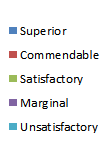 Superior
Commendable
Satisfactory
Marginal
Unsatisfactory